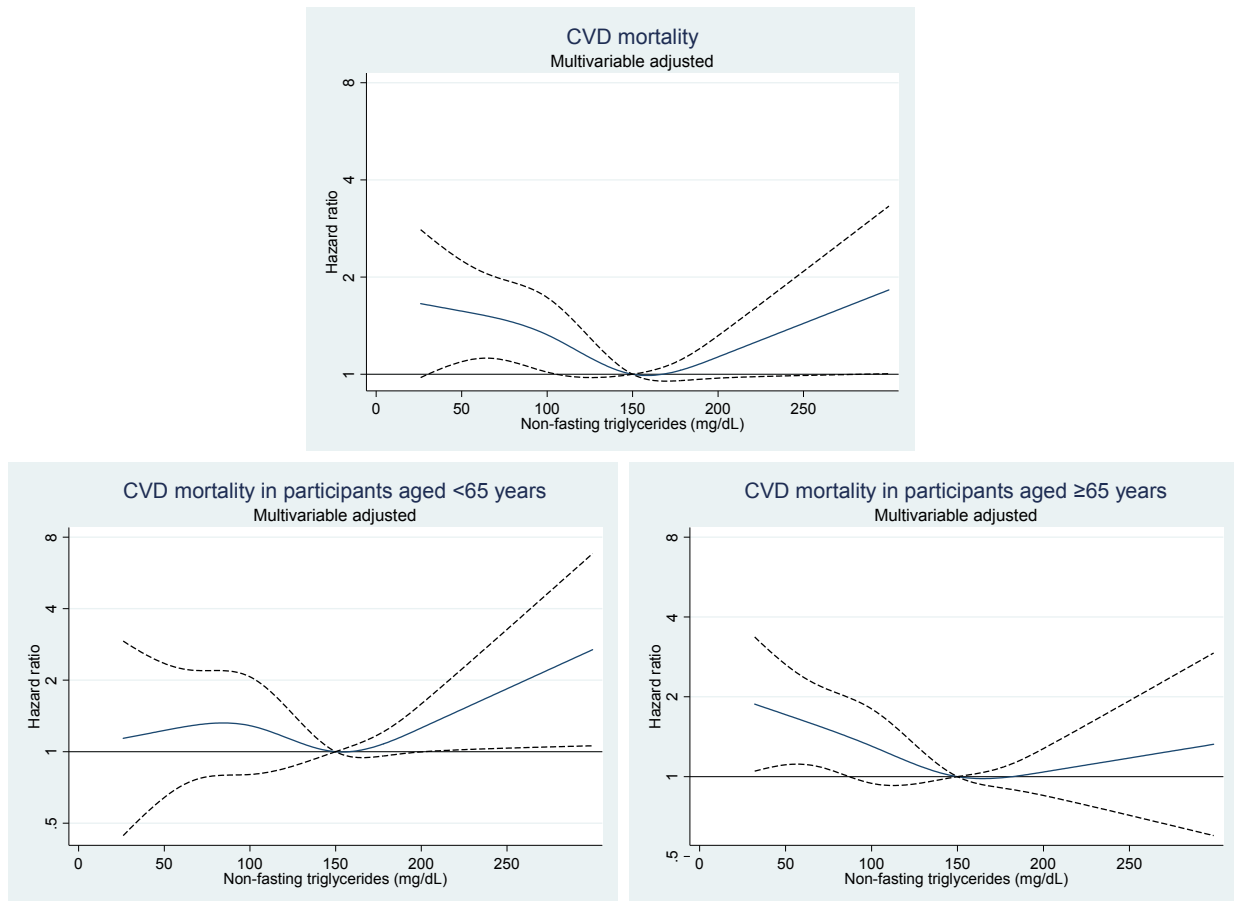 CVD mortality
Multivariable adjusted
8
4
2
1
Hazard ratio
0 50 100 150 200 250
Non-fasting triglycerides (mg/dL)
CVD mortality in participants aged <65 years
Multivariable adjusted
8
4
2
1
.5
Hazard ratio
0 50 100 150 200 250
Non-fasting triglycerides (mg/dL)
CVD mortality in participants aged ≥65 years
Multivariable adjusted
8
4
2
1
.5
Hazard ratio
0 50 100 150 200 250
Non-fasting triglycerides (mg/dL)